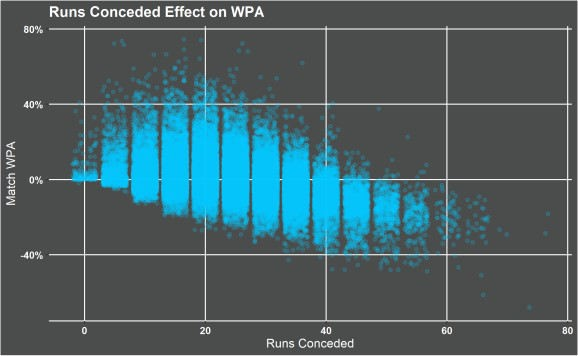 Runs Conceded Effect on WPA
80%
40%
0%
-40%
Match WPA
0 20 40 60 80
Runs Conceded